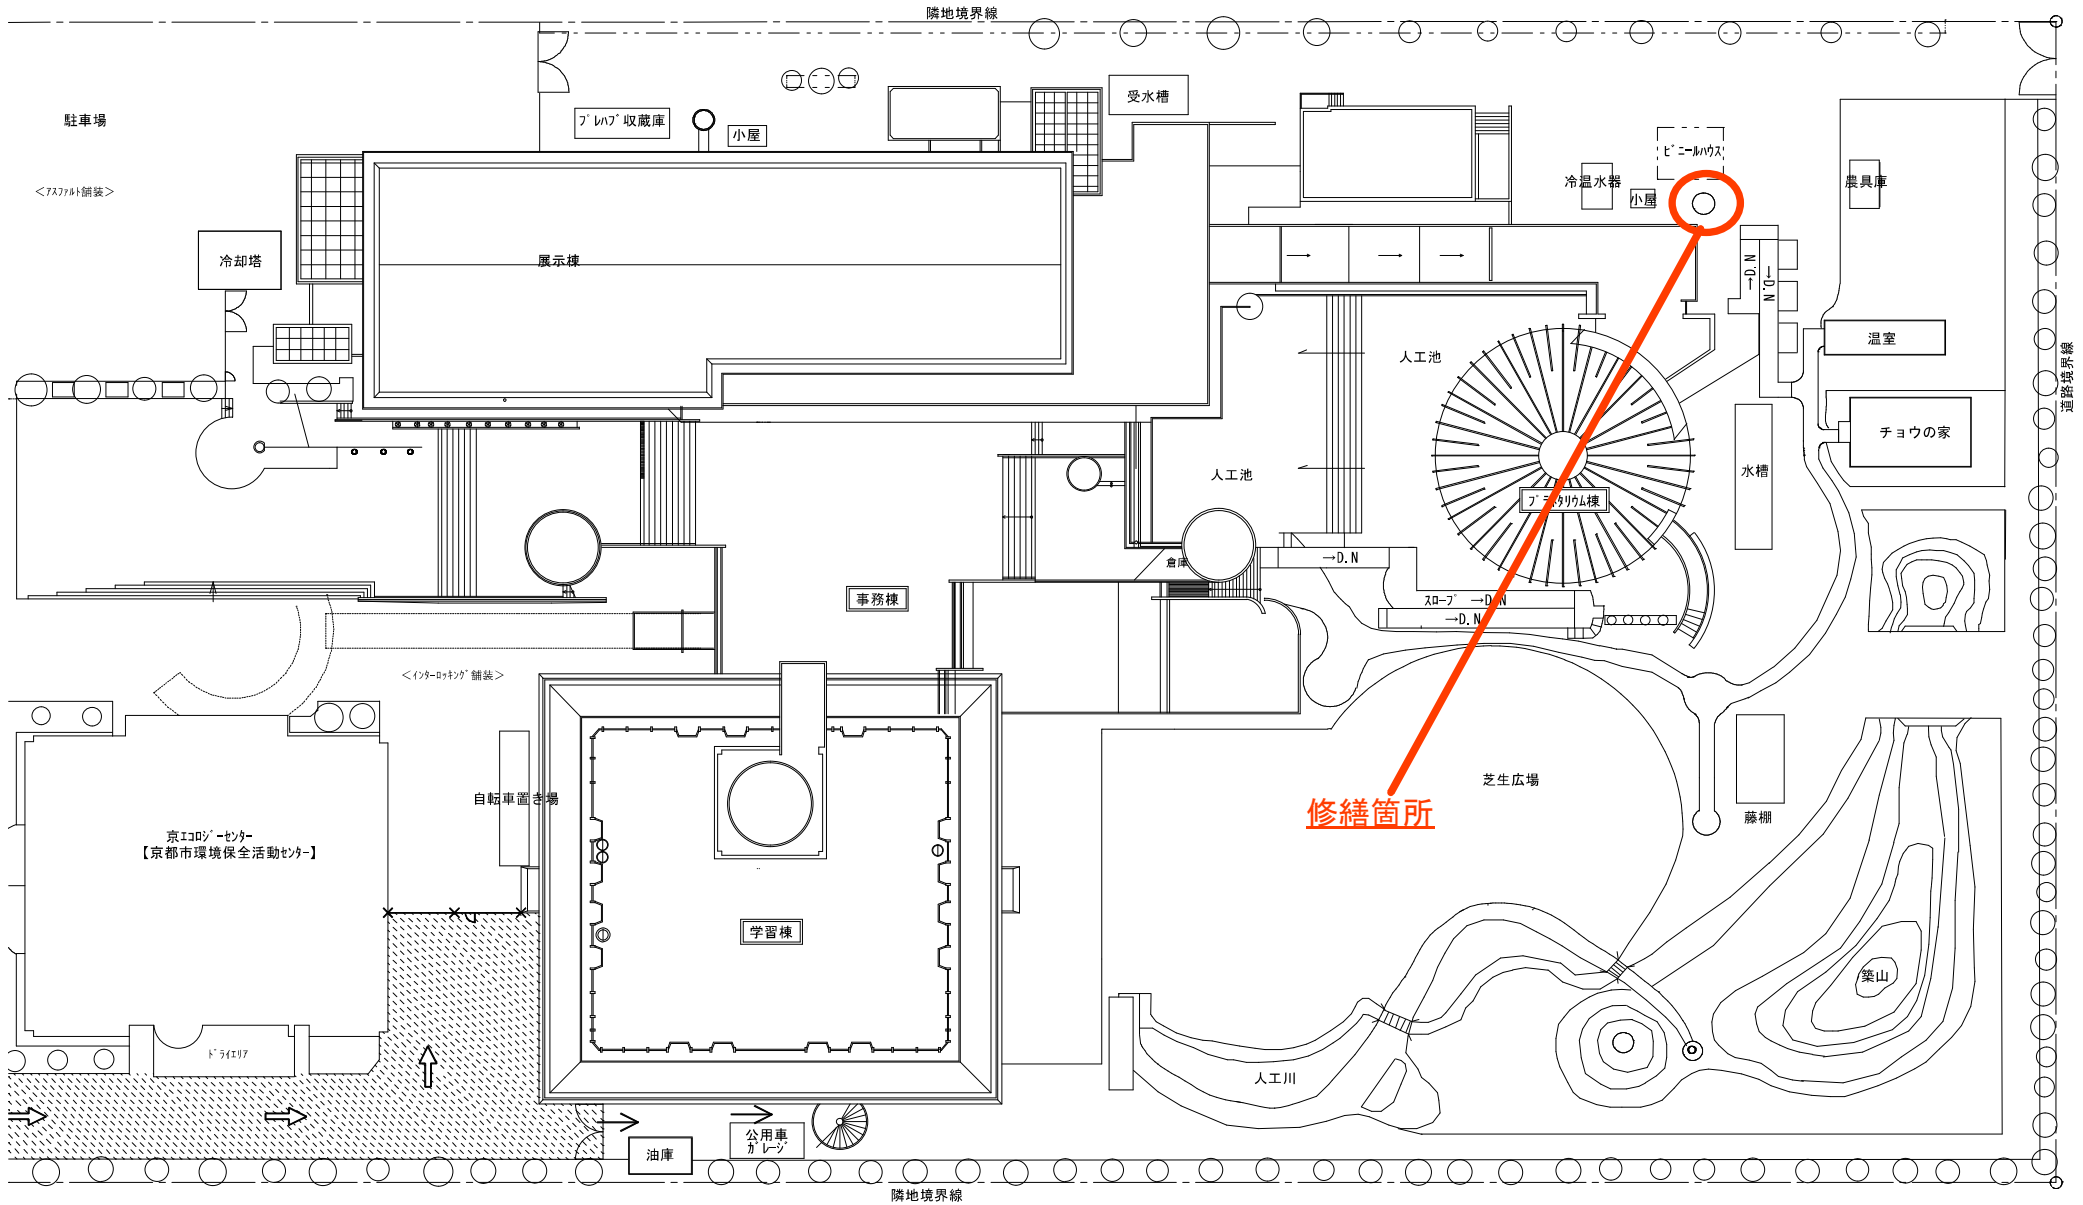 隣地境界線
駐車場
プレハブ収蔵庫
小屋
受水槽
ビニールハウス
<アスファルト舗装>
冷温水器
小屋
農具庫
冷却塔
展示棟
→D.N
→D.N
温室
人工池
道路境界線
チョウの家
人工池
水槽
プラネタリウム棟
倉庫
→D.N
事務棟
スロープ →D.N
→D.N
<インターロッキング舗装>
芝生広場
自転車置き場
修繕箇所
藤棚
京エコロジーセンター
【京都市環境保全活動センター】
学習棟
築山
ドライエリア
人工川
公用車
ガレージ
油庫
隣地境界線